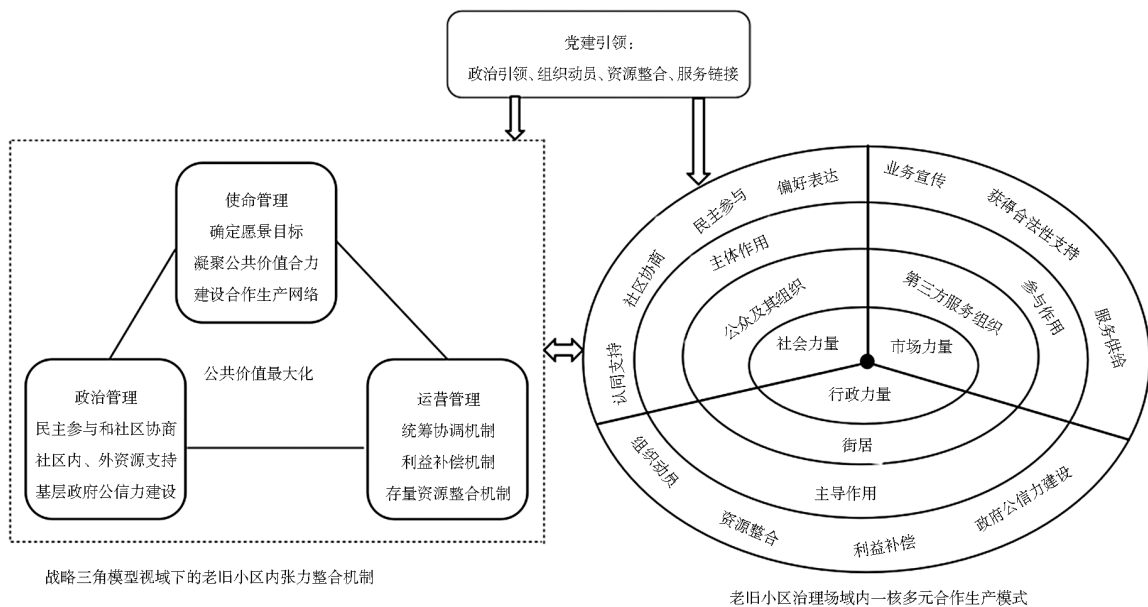 党建引领：
政治引领、组织动员、资源整合、服务链接
使命管理
确定愿景目标
凝聚公共价值合力
建设合作生产网络
公共价值最大化
政治管理
民主参与和社区协商
社区内、外资源支持
基层政府公信力建设
运营管理
统筹协调机制
利益补偿机制
存量资源整合机制
战略三角模型视域下的老旧小区内张力整合机制
认同支持
社区协商
民主参与
偏好表达
业务宣传
获得合法性支持
服务供给
主体作用
参与作用
公众及其组织
第三方服务组织
社会力量
市场力量
行政力量
街居
主导作用
组织动员
资源整合
利益补偿
政府公信力建设
老旧小区治理场域内一核多元合作生产模式